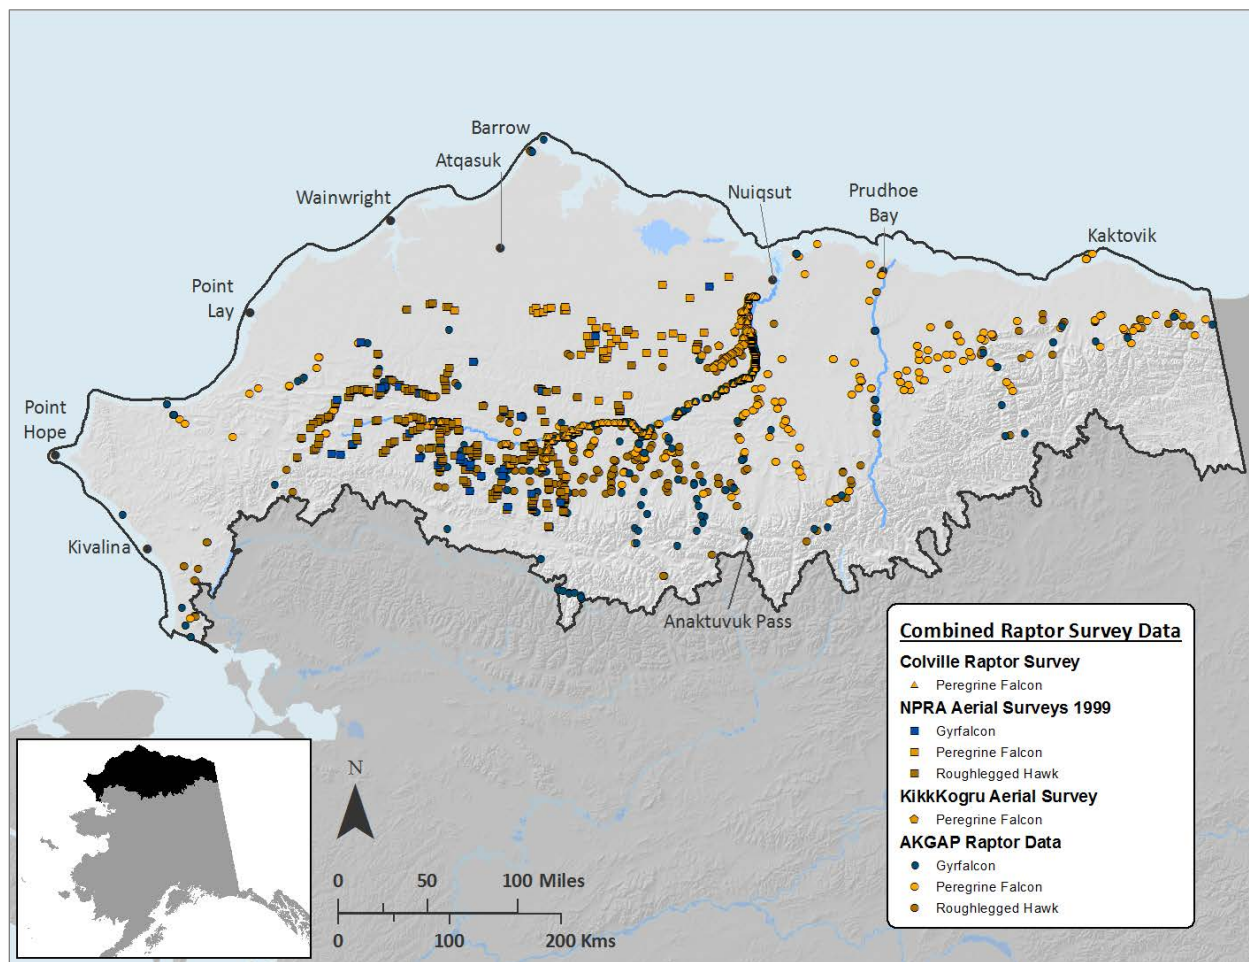 Barrow
Atqasuk
Wainwright
Nuiqsut
Prudhoe
Bay
Kaktovik
Point
Lay
Point
Hope
Kivalina
Anaktuvuk Pass
Combined Raptor Survey Data
Colville Raptor Survey
Peregrine Falcon
NPRA Aerial Surveys 1999
Gyrfalcon
Peregrine Falcon
Roughlegged Hawk
KikkKogru Aerial Survey
Peregrine Falcon
AKGAP Raptor Data
Gyrfalcon
Peregrine Falcon
Roughlegged Hawk
N
0 50 100 Miles
0 100 200 Kms